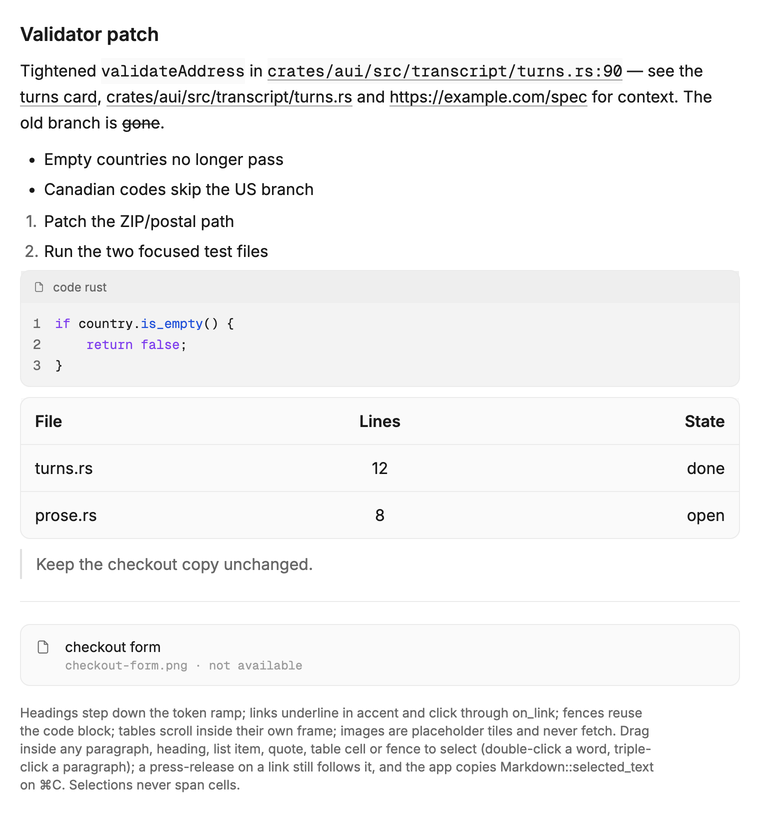 Validator patch
Tightened validateAddress in crates/aui/src/transcript/turns.rs:90 — see the
turns card, crates/aui/src/transcript/turns.rs and https://example.com/spec for context. The
old branch is gone.
• Empty countries no longer pass
• Canadian codes skip the US branch
1. Patch the ZIP/postal path
2. Run the two focused test files
code rust
1 if country.is_empty() {
2     return false;
3 }
File Lines State
turns.rs 12 done
prose.rs 8 open
Keep the checkout copy unchanged.
checkout form
checkout-form.png · not available
Headings step down the token ramp; links underline in accent and click through on_link; fences reuse
the code block; tables scroll inside their own frame; images are placeholder tiles and never fetch. Drag
inside any paragraph, heading, list item, quote, table cell or fence to select (double-click a word, triple-
click a paragraph); a press-release on a link still follows it, and the app copies Markdown::selected_text
on ⌘C. Selections never span cells.